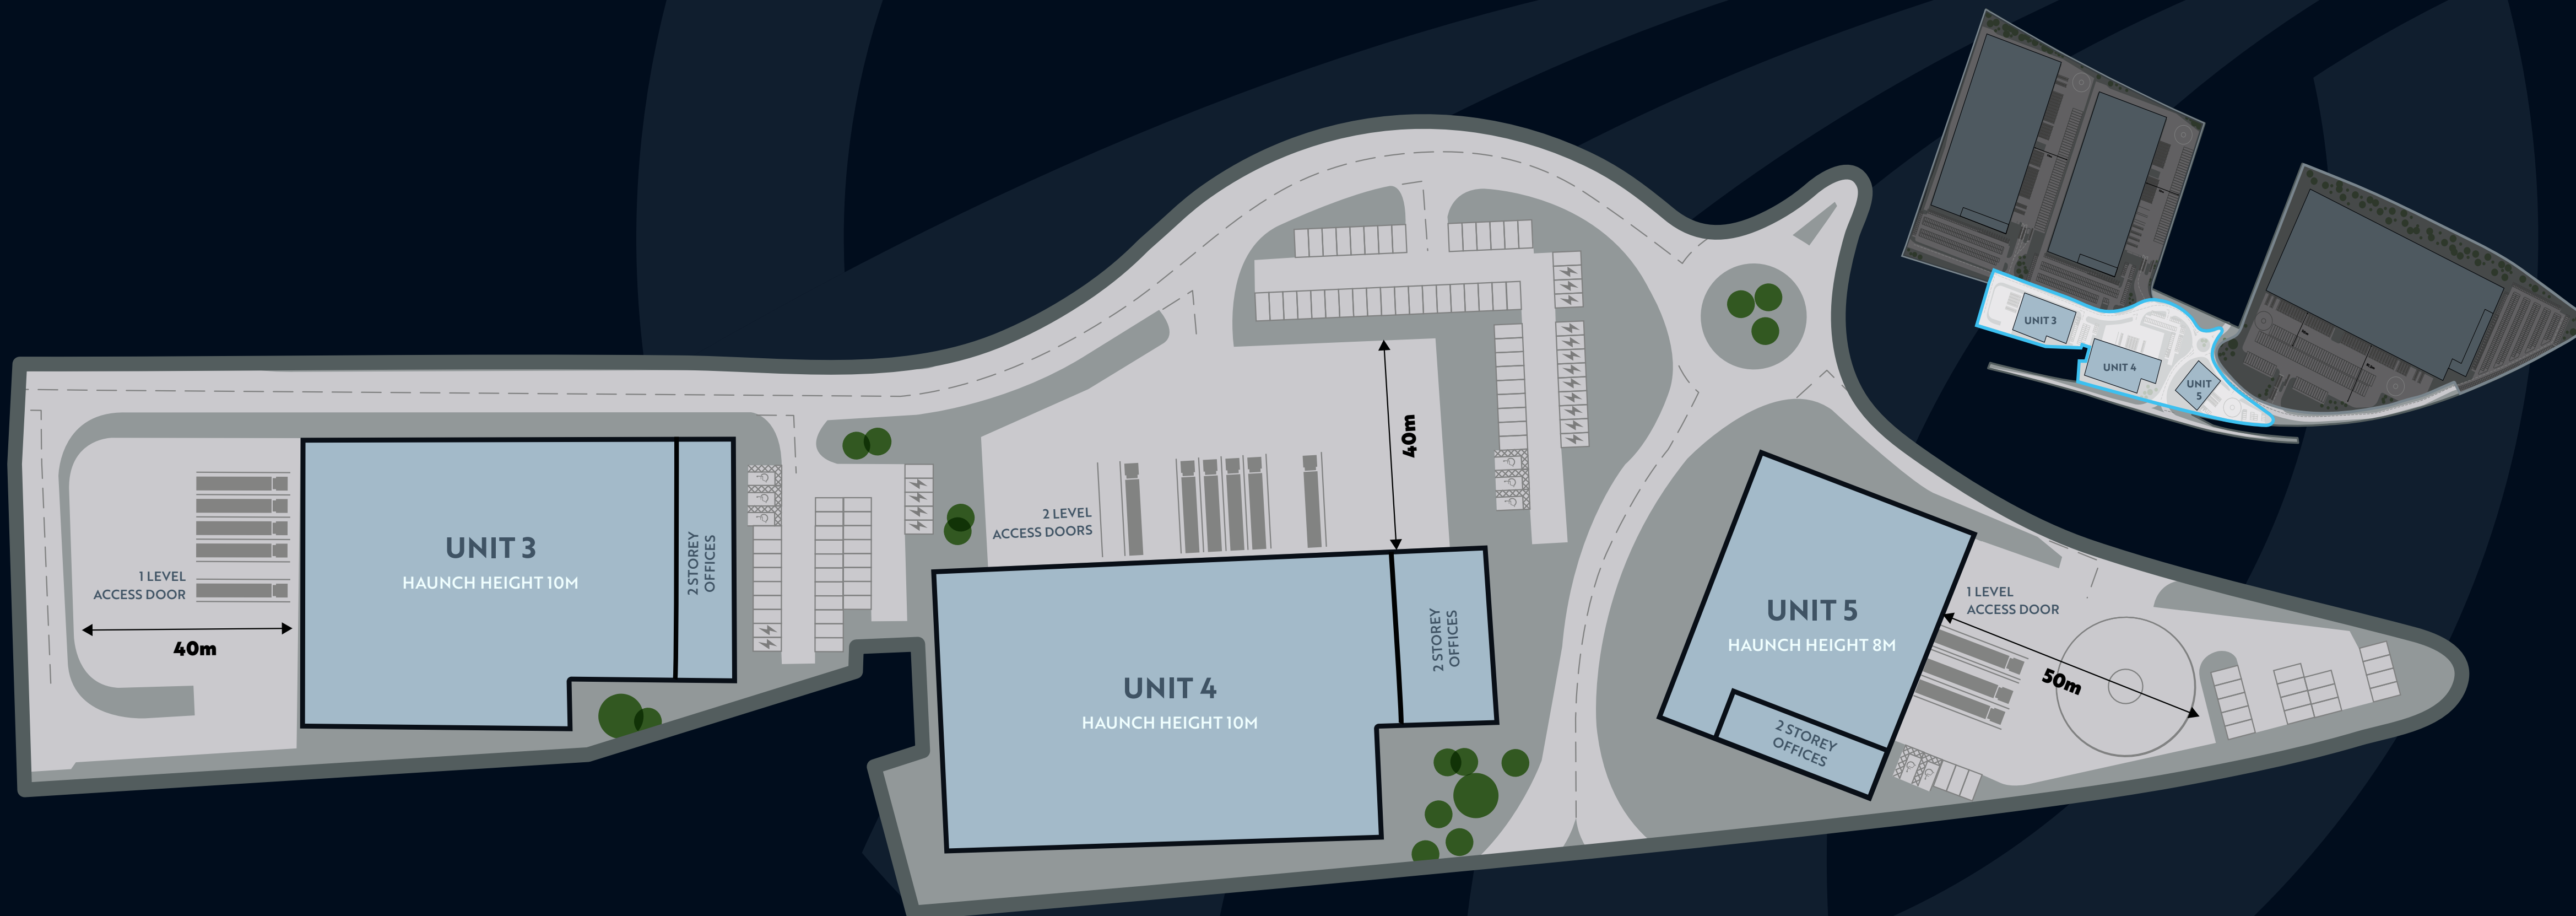 1 LEVEL
ACCESS DOOR
40m
UNIT 3
HAUNCH HEIGHT 10M
2 STOREY
OFFICES
2 LEVEL
ACCESS DOORS
40m
UNIT 4
HAUNCH HEIGHT 10M
2 STOREY
OFFICES
UNIT 5
HAUNCH HEIGHT 8M
2 STOREY
OFFICES
1 LEVEL
ACCESS DOOR
50m
UNIT 3
UNIT 4
UNIT
5